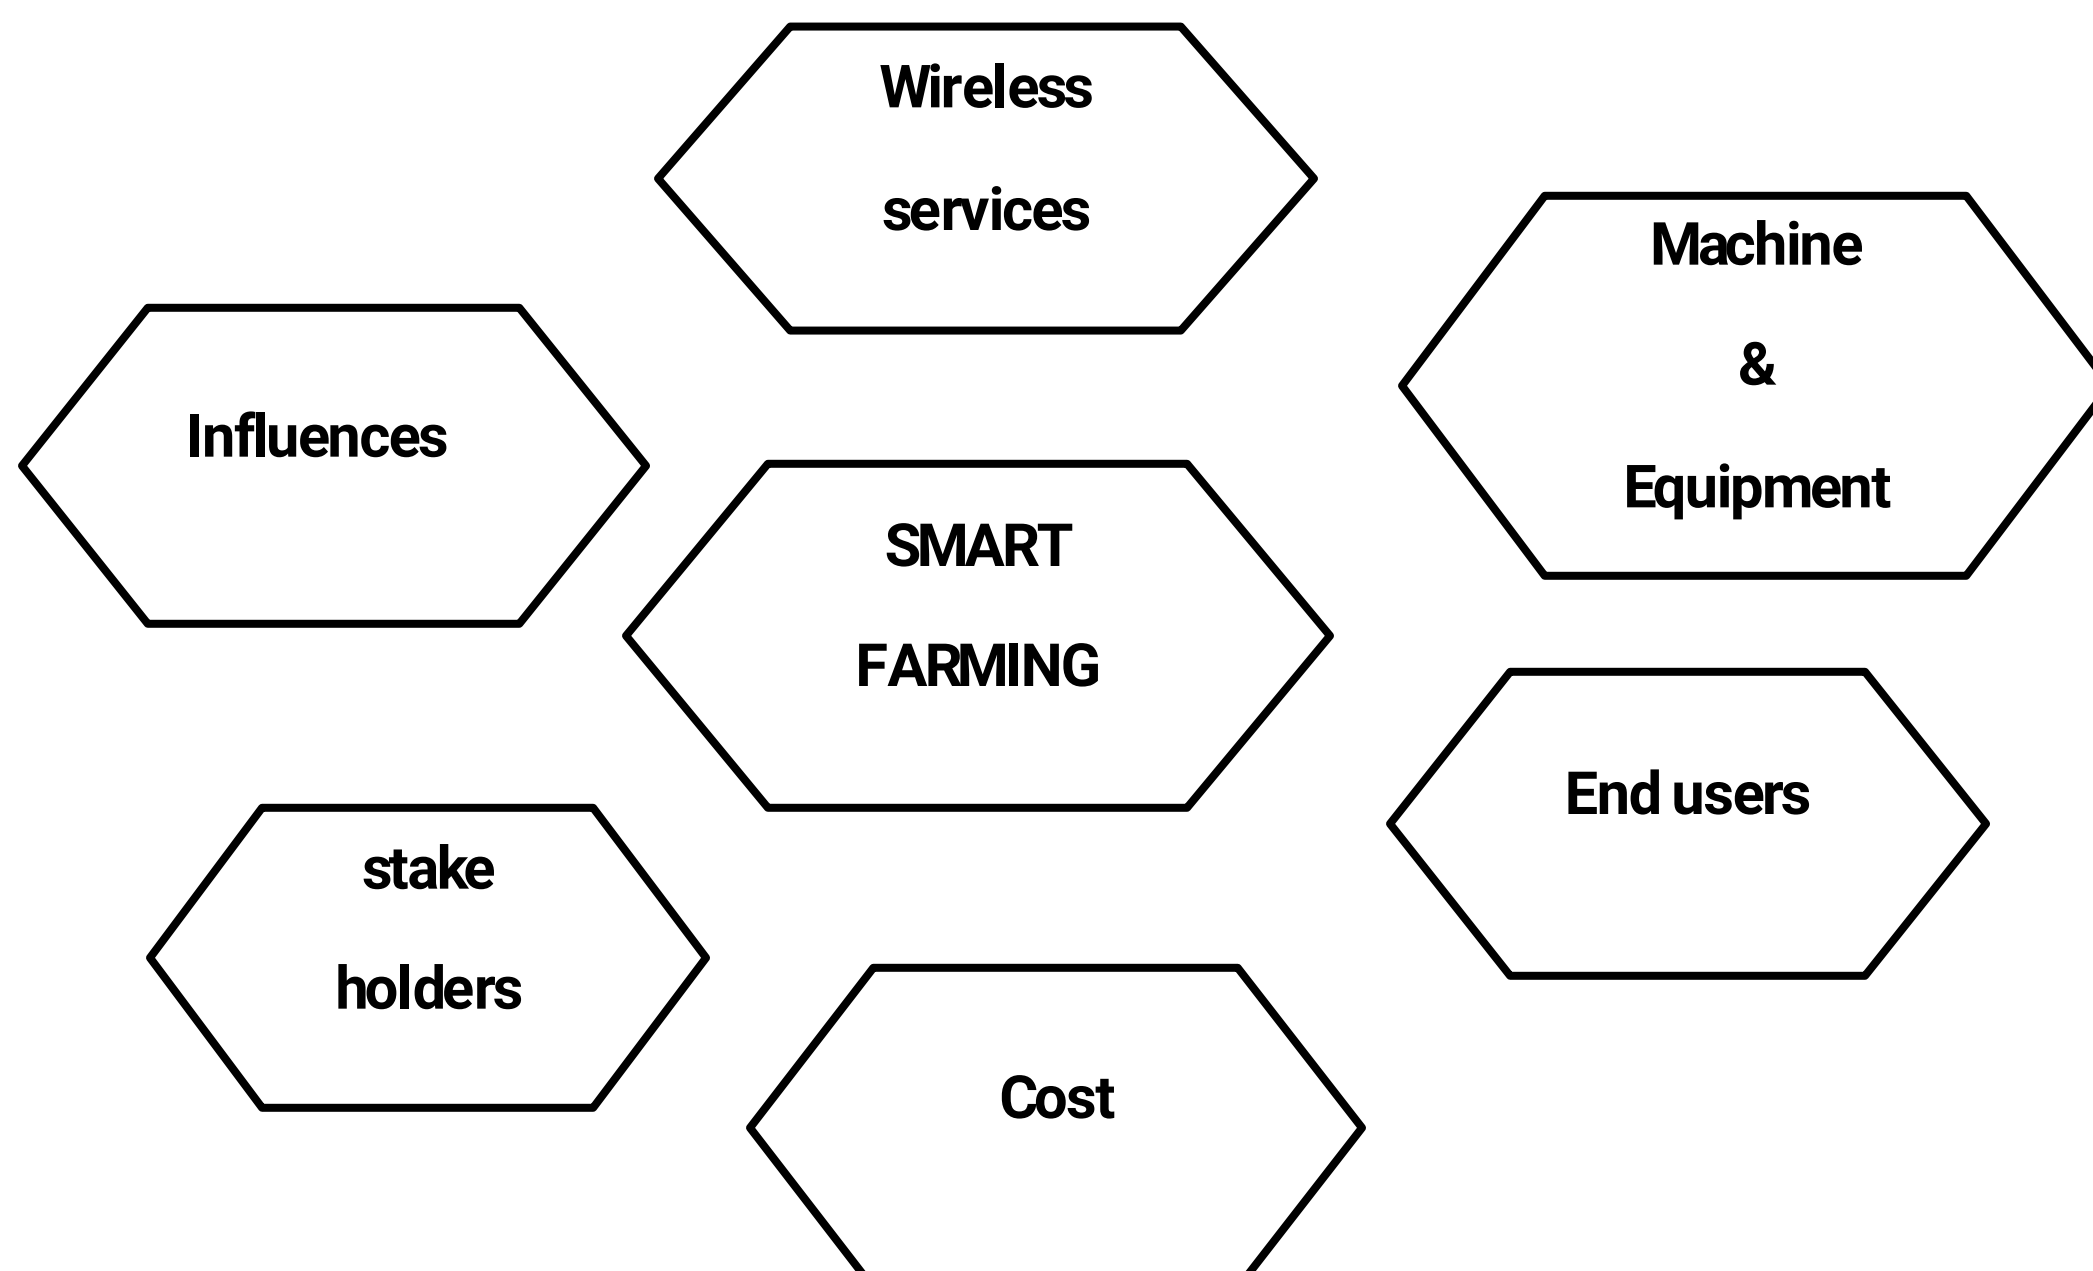 Wireless
services
Machine
&
Equipment
Influences
SMART
FARMING
End users
stake
holders
Cost